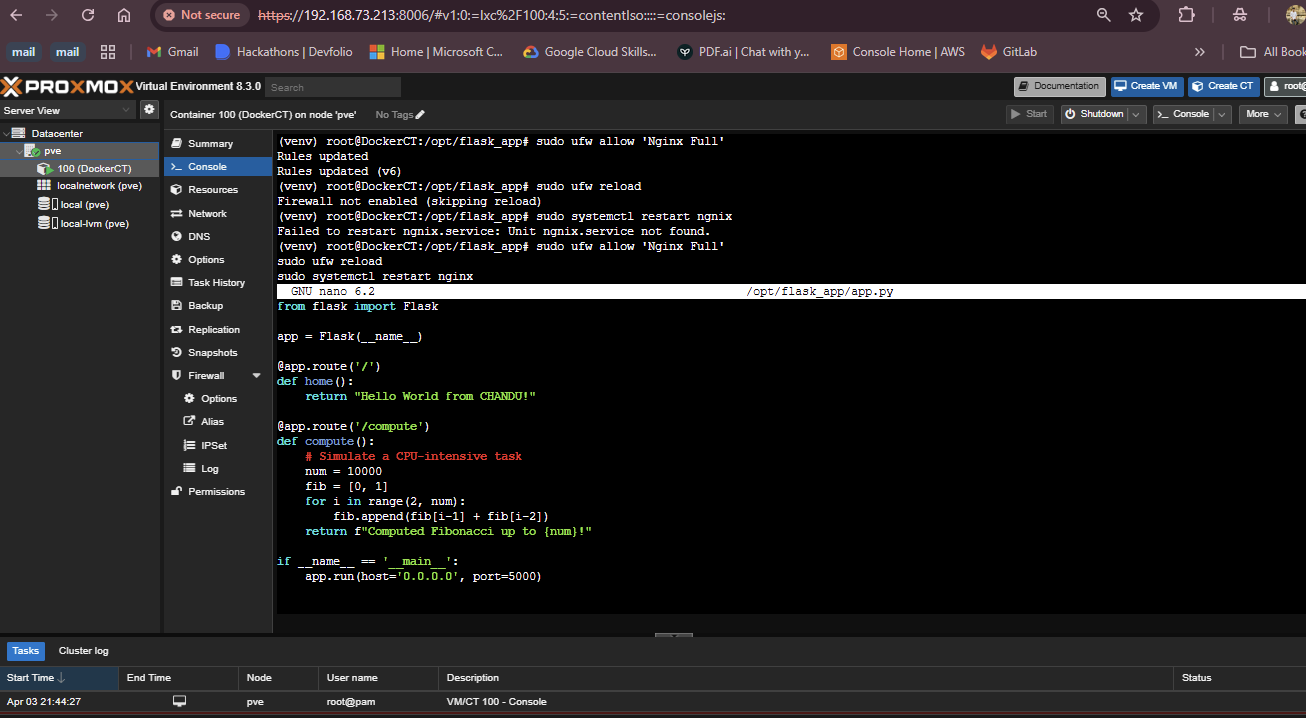 Not secure https://192.168.73.213:8006/#v1:0:=lxc%2F100:4:5:=contentIso::::=consolejs:
mail mail Gmail Hackathons | Devfolio Home | Microsoft C... Google Cloud Skills... PDF.ai | Chat with y... Console Home | AWS GitLab » All Book
PROXMOX Virtual Environment 8.3.0 Search Documentation Create VM Create CT root@
Server View Container 100 (DockerCT) on node 'pve' No Tags Start Shutdown Console More
Datacenter
pve
100 (DockerCT)
localnetwork (pve)
local (pve)
local-lvm (pve)
Summary
>_ Console
Resources
Network
DNS
Options
Task History
Backup
Replication
Snapshots
Firewall
Options
Alias
IPSet
Log
Permissions
(venv) root@DockerCT:/opt/flask_app# sudo ufw allow 'Nginx Full'
Rules updated
Rules updated (v6)
(venv) root@DockerCT:/opt/flask_app# sudo ufw reload
Firewall not enabled (skipping reload)
(venv) root@DockerCT:/opt/flask_app# sudo systemctl restart ngnix
Failed to restart ngnix.service: Unit ngnix.service not found.
(venv) root@DockerCT:/opt/flask_app# sudo ufw allow 'Nginx Full'
sudo ufw reload
sudo systemctl restart nginx
GNU nano 6.2 /opt/flask_app/app.py
from flask import Flask
app = Flask(__name__)
@app.route('/')
def home():
    return "Hello World from CHANDU!"
@app.route('/compute')
def compute():
    # Simulate a CPU-intensive task
    num = 10000
    fib = [0, 1]
    for i in range(2, num):
        fib.append(fib[i-1] + fib[i-2])
    return f"Computed Fibonacci up to {num}!"
if __name__ == '__main__':
    app.run(host='0.0.0.0', port=5000)
Tasks Cluster log
Start Time ↓ End Time Node User name Description Status
Apr 03 21:44:27 pve root@pam VM/CT 100 - Console